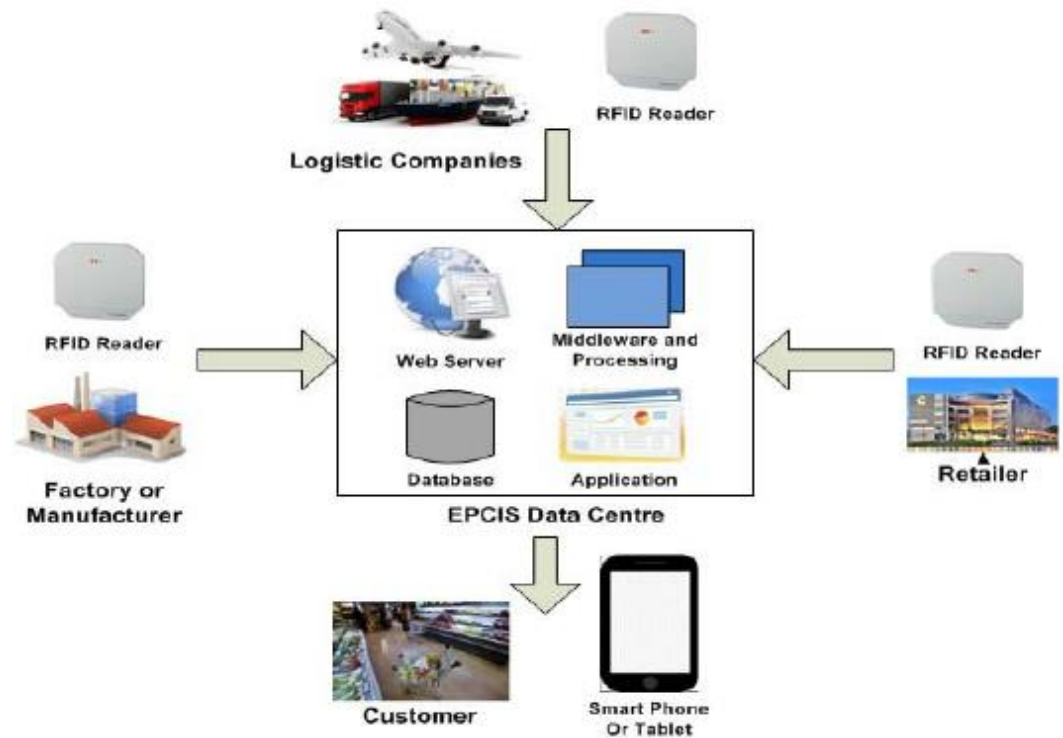 RFID Reader
Logistic Companies
RFID Reader
Web Server
Middleware and
Processing
RFID Reader
Factory or
Manufacturer
Database
Application
Retailer
EPCIS Data Centre
Customer
Smart Phone
Or Tablet